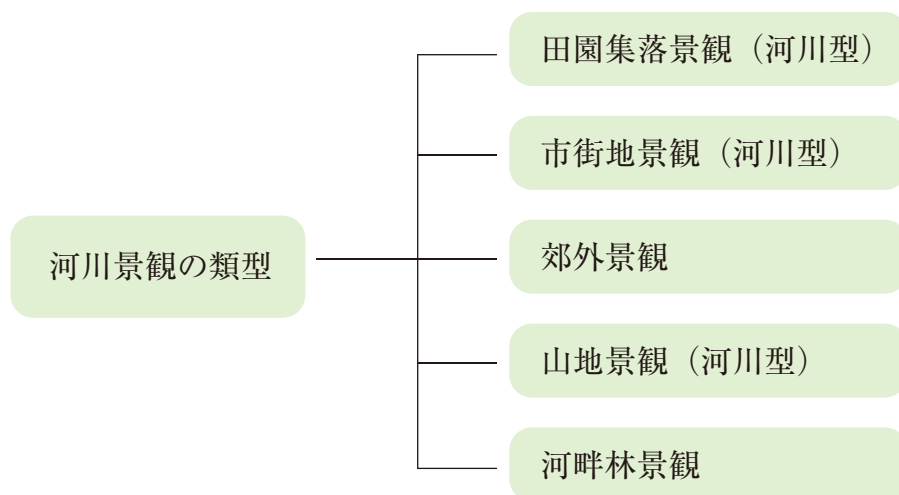 河川景観の類型
田園集落景観（河川型）
市街地景観（河川型）
郊外景観
山地景観（河川型）
河畔林景観